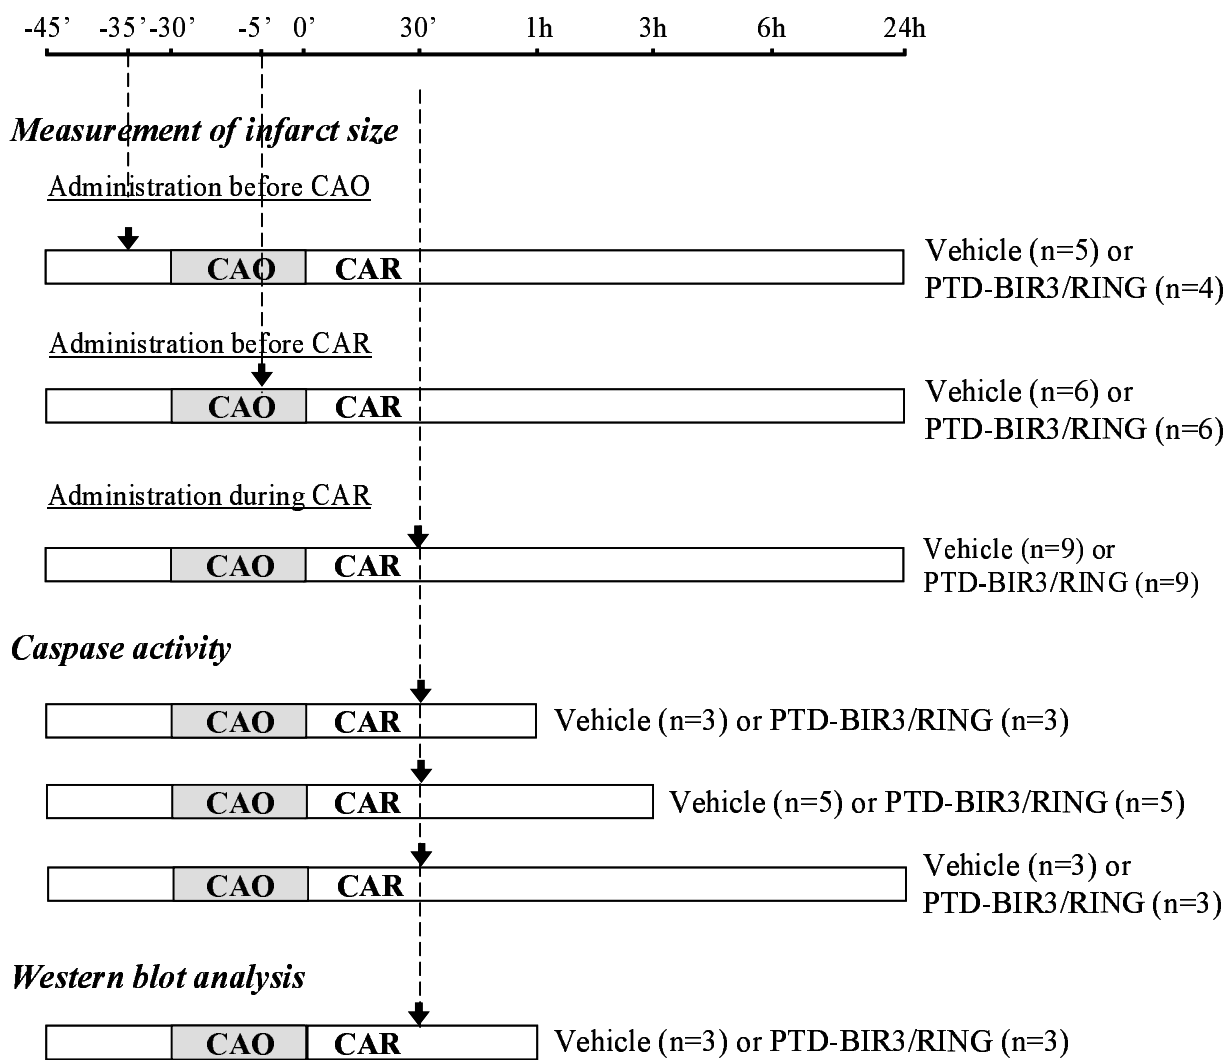 -45’ -35’ -30’ -5’ 0’ 30’ 1h 3h 6h 24h
Measurement of infarct size
Administration before CAO
CAO CAR
Vehicle (n=5) or
PTD-BIR3/RING (n=4)
Administration before CAR
CAO CAR
Vehicle (n=6) or
PTD-BIR3/RING (n=6)
Administration during CAR
CAO CAR
Vehicle (n=9) or
PTD-BIR3/RING (n=9)
Caspase activity
CAO CAR Vehicle (n=3) or PTD-BIR3/RING (n=3)
CAO CAR Vehicle (n=5) or PTD-BIR3/RING (n=5)
CAO CAR
Vehicle (n=3) or
PTD-BIR3/RING (n=3)
Western blot analysis
CAO CAR Vehicle (n=3) or PTD-BIR3/RING (n=3)